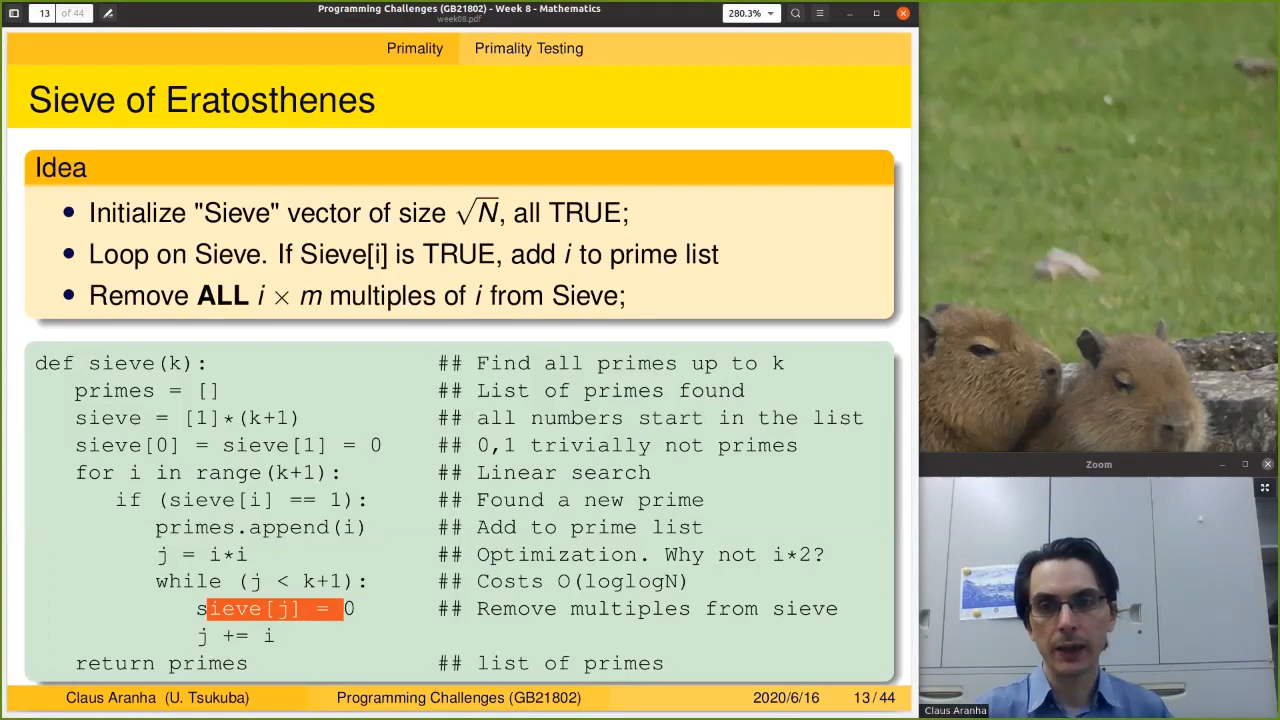 13 of 44
Programming Challenges (GB21802) - Week 8 - Mathematics
week08.pdf
280.3%
Primality Primality Testing
Sieve of Eratosthenes
Idea
• Initialize "Sieve" vector of size √N, all TRUE;
• Loop on Sieve. If Sieve[i] is TRUE, add i to prime list
• Remove ALL i × m multiples of i from Sieve;
def sieve(k): ## Find all primes up to k
primes = [] ## List of primes found
sieve = [1]*(k+1) ## all numbers start in the list
sieve[0] = sieve[1] = 0 ## 0,1 trivially not primes
for i in range(k+1): ## Linear search
if (sieve[i] == 1): ## Found a new prime
primes.append(i) ## Add to prime list
j = i*i ## Optimization. Why not i*2?
while (j < k+1): ## Costs O(loglogN)
sieve[j] = 0 ## Remove multiples from sieve
j += i
return primes ## list of primes
Claus Aranha (U. Tsukuba) Programming Challenges (GB21802) 2020/6/16 13 / 44
Zoom
Claus Aranha